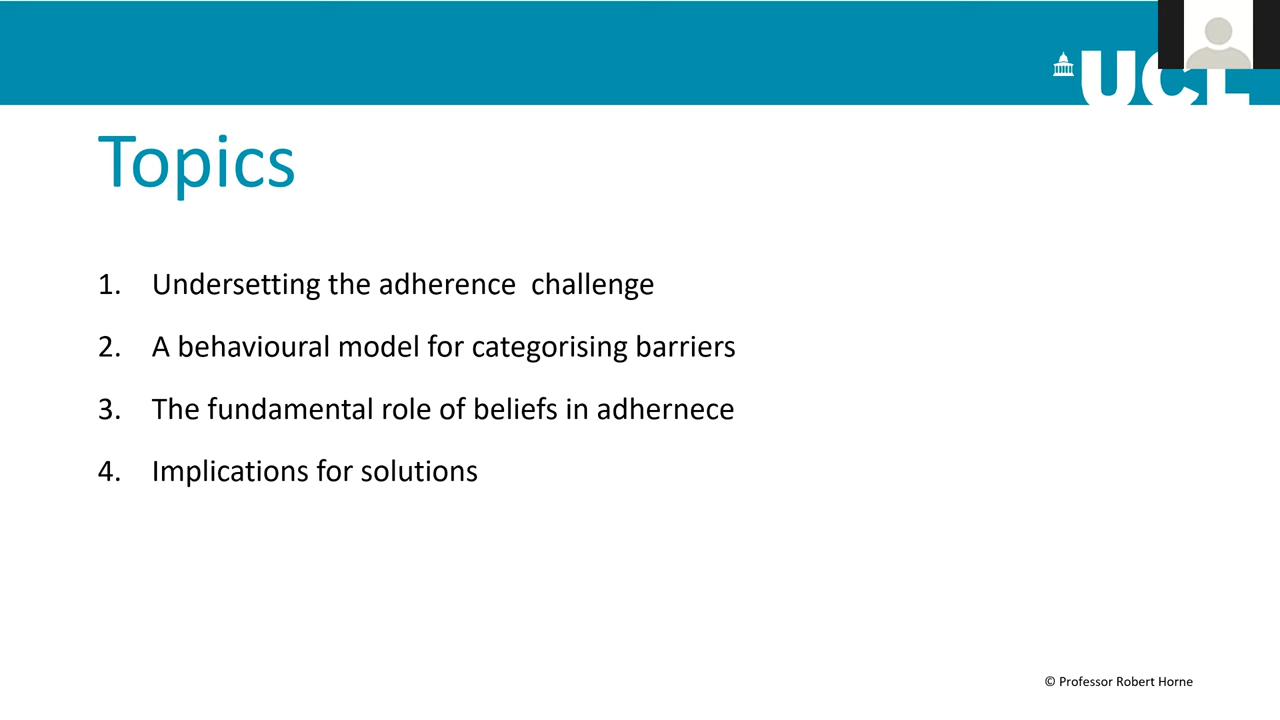 UCL
Topics
1. Undersetting the adherence  challenge
2. A behavioural model for categorising barriers
3. The fundamental role of beliefs in adhernece
4. Implications for solutions
© Professor Robert Horne